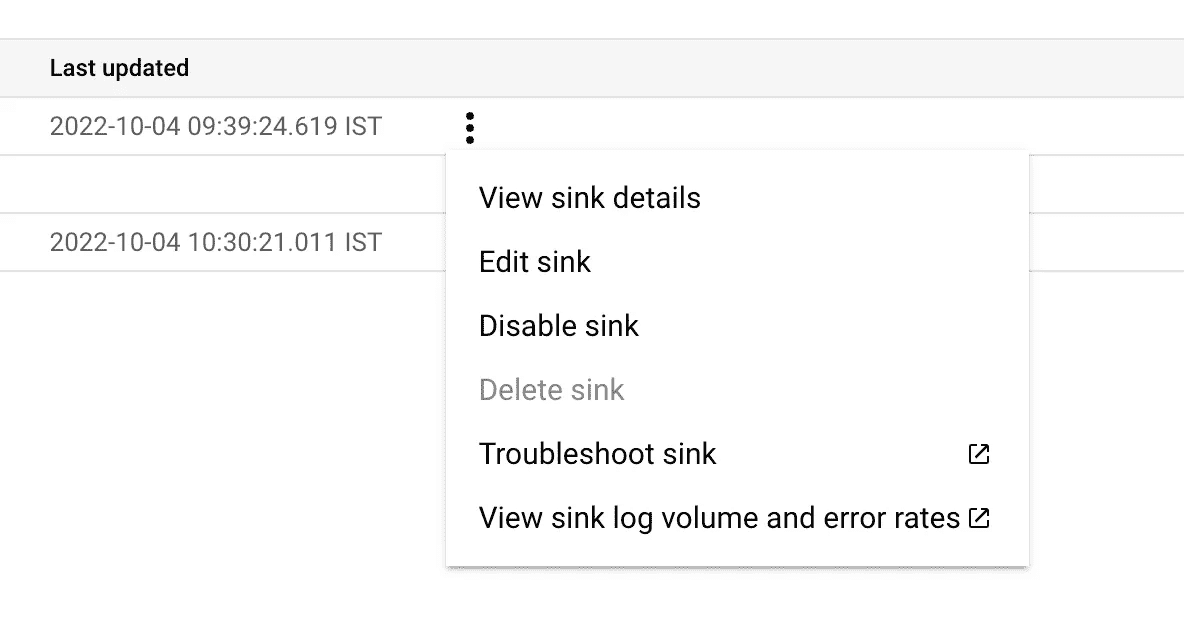 Last updated
2022-10-04 09:39:24.619 IST
View sink details
2022-10-04 10:30:21.011 IST
Edit sink
Disable sink
Delete sink
Troubleshoot sink
View sink log volume and error rates